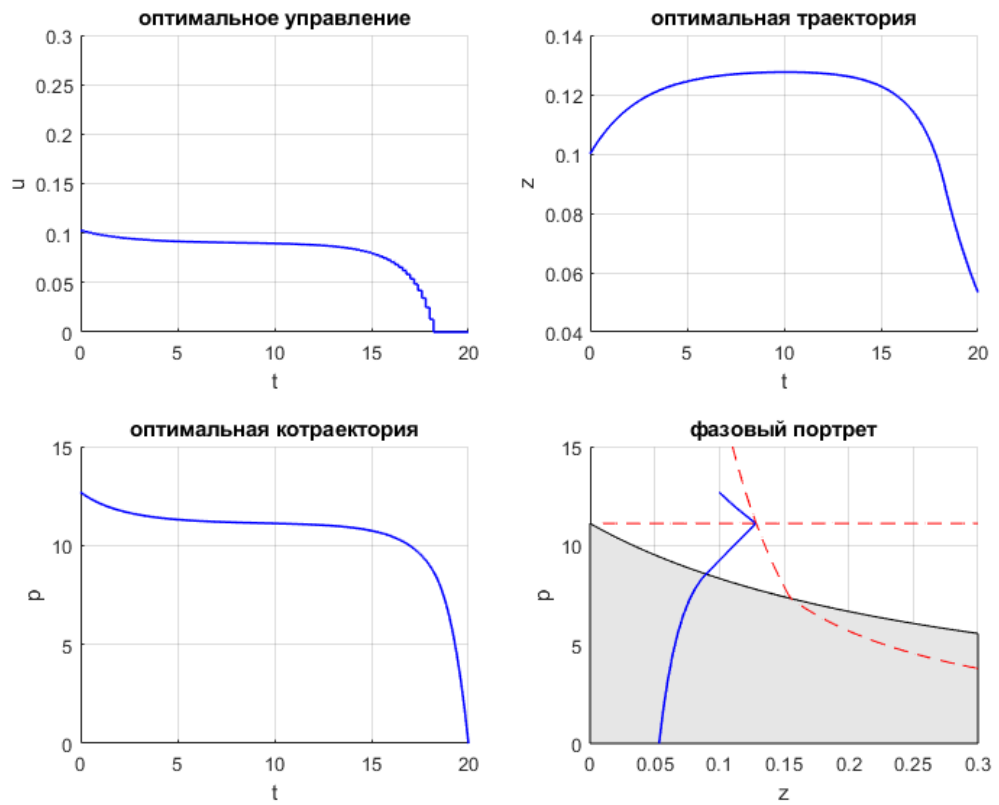 оптимальное управление
0.3
0.25
0.2
0.15
0.1
0.05
0
u
0 5 10 15 20
t
оптимальная траектория
0.14
0.12
0.1
0.08
0.06
0.04
z
0 5 10 15 20
t
оптимальная котраектория
15
10
5
0
p
0 5 10 15 20
t
фазовый портрет
15
10
5
0
p
0 0.05 0.1 0.15 0.2 0.25 0.3
z